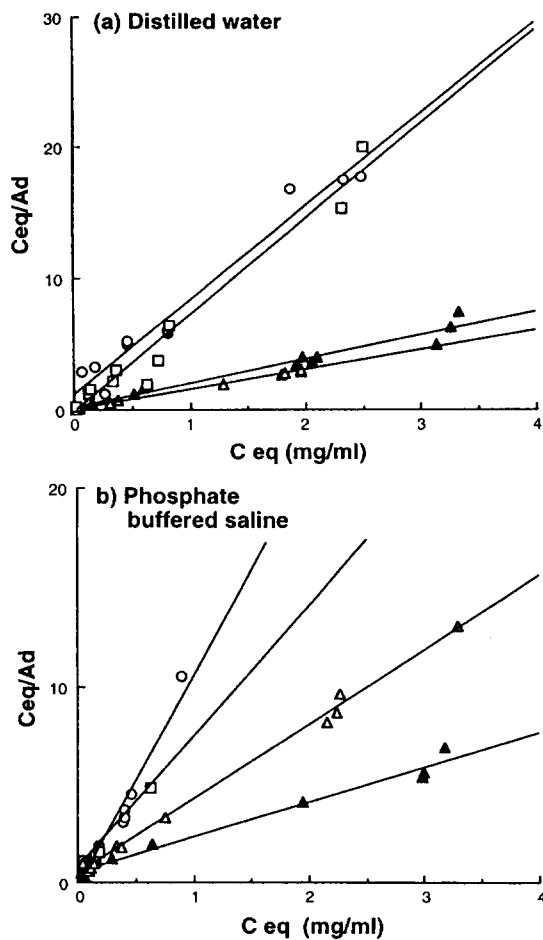 (a) Distilled water
30
20
10
0
Ceq/Ad
0 1 2 3 4
C eq (mg/ml)
b) Phosphate
buffered saline
20
10
0
Ceq/Ad
0 1 2 3 4
C eq (mg/ml)